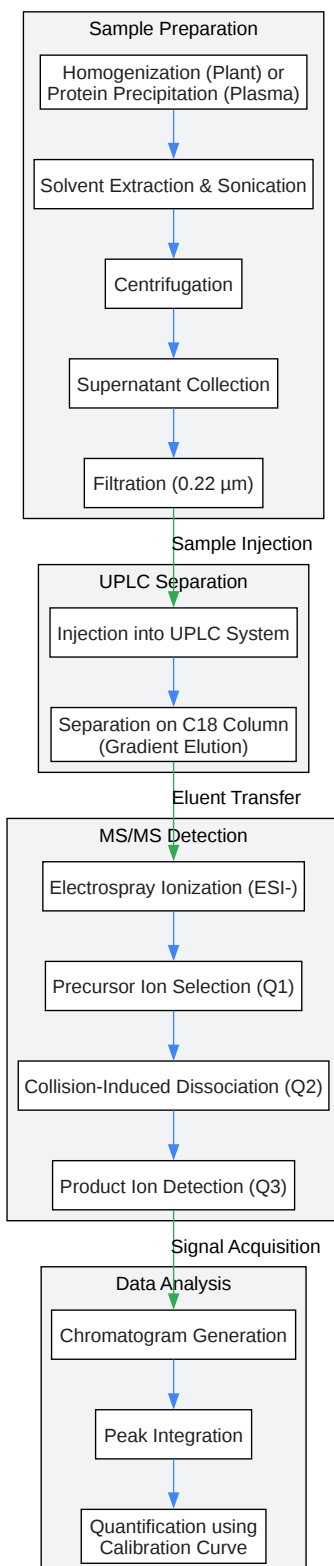 Sample Preparation
Homogenization (Plant) or
Protein Precipitation (Plasma)
Solvent Extraction & Sonication
Centrifugation
Supernatant Collection
Filtration (0.22 µm)
Sample Injection
UPLC Separation
Injection into UPLC System
Separation on C18 Column
(Gradient Elution)
Eluent Transfer
MS/MS Detection
Electrospray Ionization (ESI-)
Precursor Ion Selection (Q1)
Collision-Induced Dissociation (Q2)
Product Ion Detection (Q3)
Signal Acquisition
Data Analysis
Chromatogram Generation
Peak Integration
Quantification using
Calibration Curve